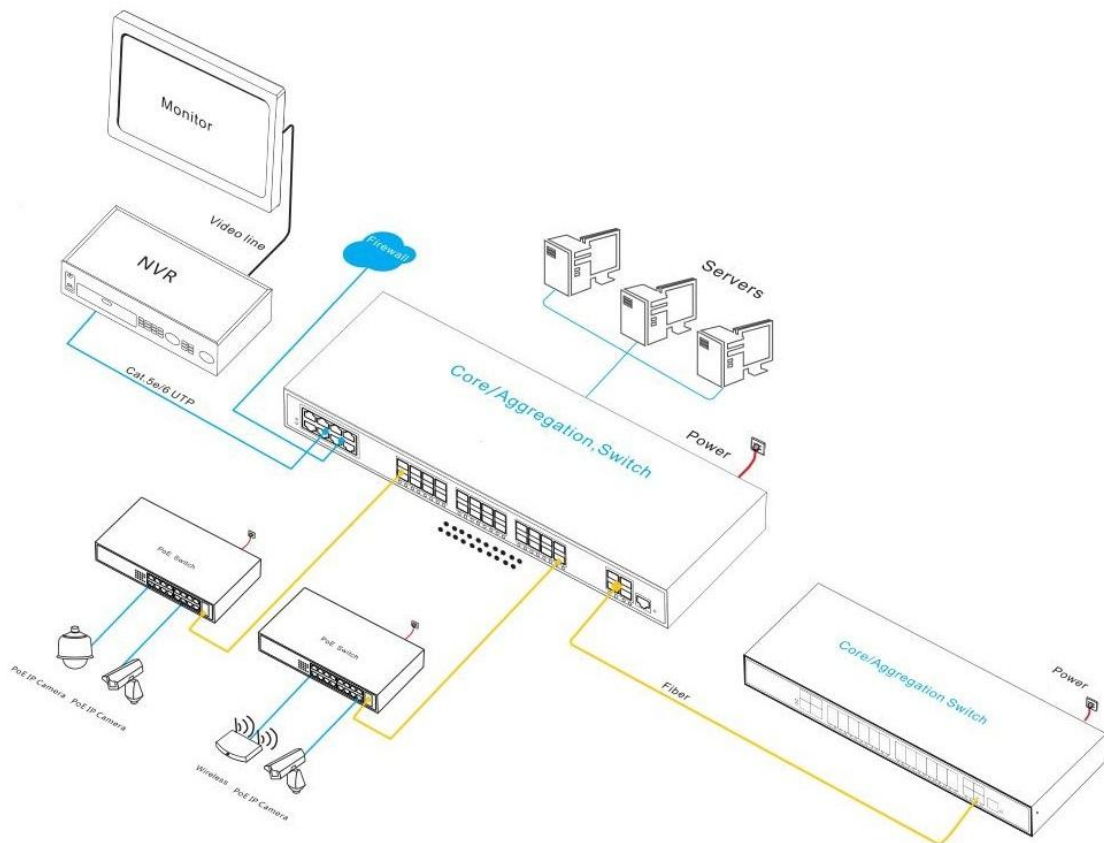 Monitor
Video line
NVR
Firewall
Servers
Cat.5e/6 UTP
Core/Aggregation,Switch
Power
PoE Switch
PoE Switch
PoE IP Camera
PoE IP Camera
Wireless
PoE IP Camera
Fiber
Core/Aggregation Switch
Power